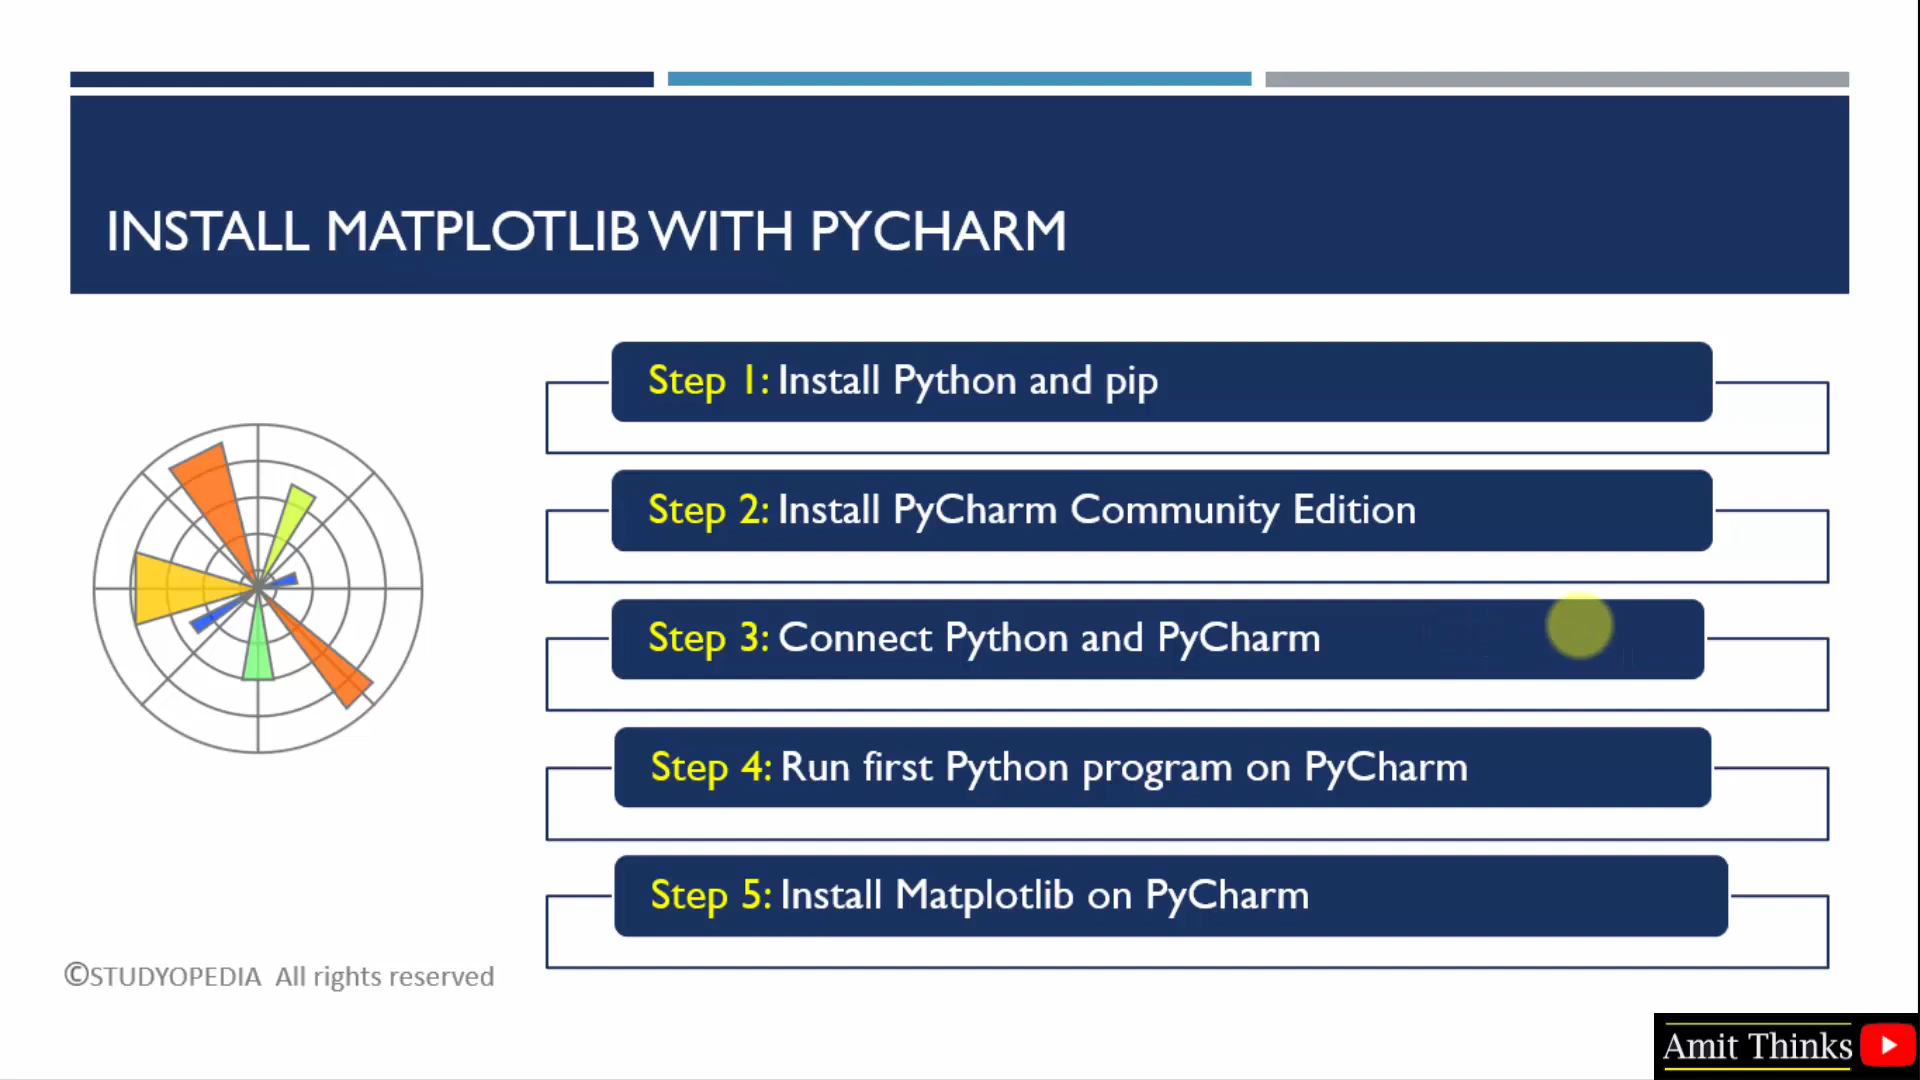 INSTALL MATPLOTLIB WITH PYCHARM
Step 1: Install Python and pip
Step 2: Install PyCharm Community Edition
Step 3: Connect Python and PyCharm
Step 4: Run first Python program on PyCharm
Step 5: Install Matplotlib on PyCharm
©STUDYOPEDIA All rights reserved
Amit Thinks